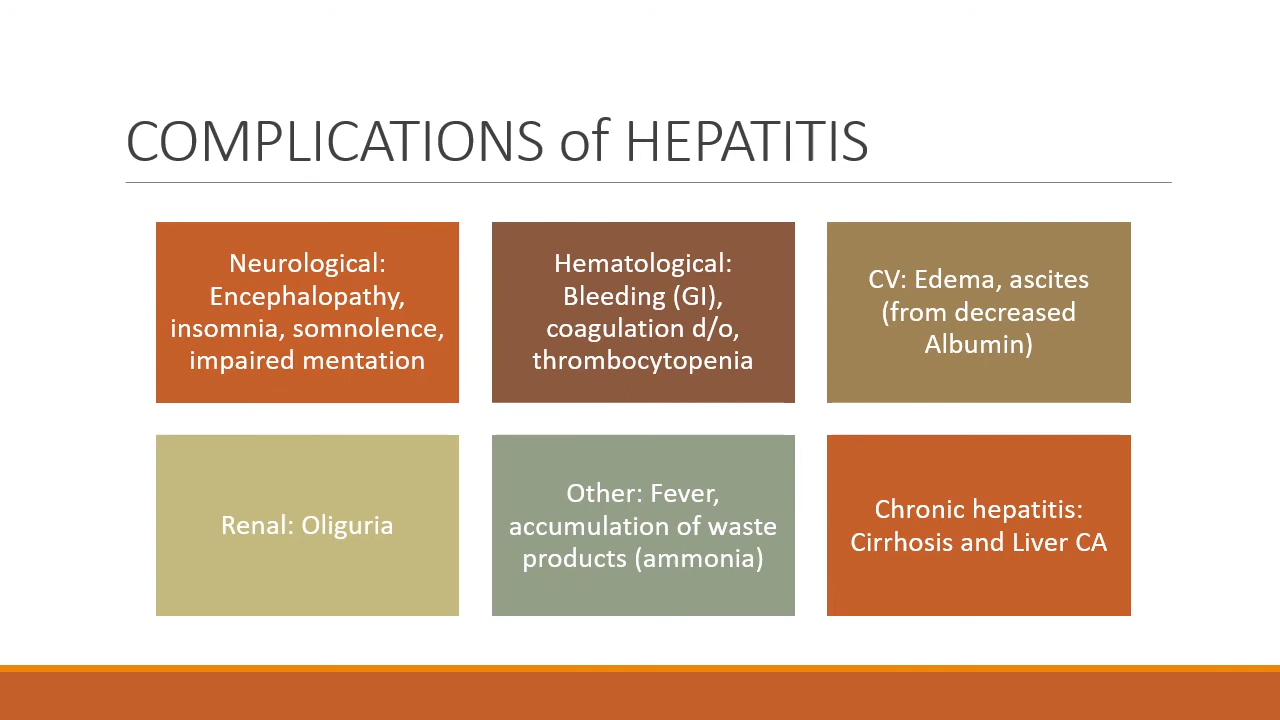 COMPLICATIONS of HEPATITIS
Neurological:
Encephalopathy,
insomnia, somnolence,
impaired mentation
Hematological:
Bleeding (GI),
coagulation d/o,
thrombocytopenia
CV: Edema, ascites
(from decreased
Albumin)
Renal: Oliguria
Other: Fever,
accumulation of waste
products (ammonia)
Chronic hepatitis:
Cirrhosis and Liver CA